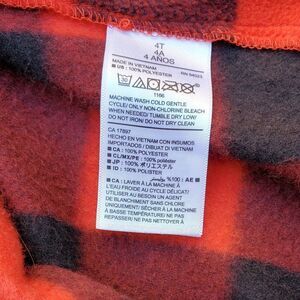 4T
4A
4 AÑOS
MADE IN VIETNAM
US : 100% POLYESTER
RN 54023
1166
MACHINE WASH COLD GENTLE
CYCLE/ ONLY NON-CHLORINE BLEACH
WHEN NEEDED/ TUMBLE DRY LOW/
DO NOT IRON/ DO NOT DRY CLEAN
CA 17897
HECHO EN VIETNAM CON INSUMOS
IMPORTADOS / DIBUAT DI VIETNAM
CA : 100% POLYESTER
CL/MX/PE : 100% poliéster
JP : 100% ポリエステル
ID : 100% POLYESTER
AE : %100
CA : LAVER À LA MACHINE À
L'EAU FROIDE AU CYCLE DÉLICAT/
AU BESOIN UTILISER UN AGENT
DE BLANCHIMENT SANS CHLORE
UNIQUEMENT/ SÉCHER À LA MACHINE
À BASSE TEMPÉRATURE/ NE PAS
REPASSER/ NE PAS NETTOYER À